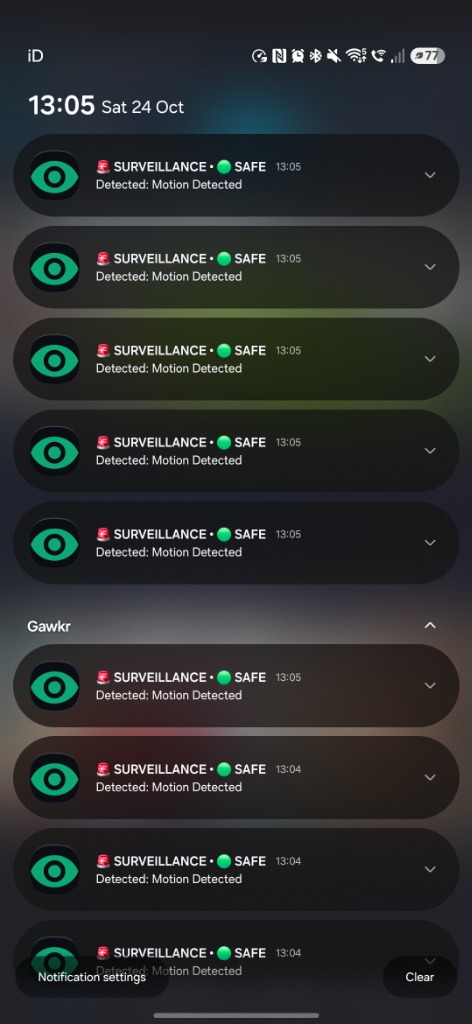 iD 77
13:05 Sat 24 Oct
🚨 SURVEILLANCE • 🟢 SAFE 13:05
Detected: Motion Detected
🚨 SURVEILLANCE • 🟢 SAFE 13:05
Detected: Motion Detected
🚨 SURVEILLANCE • 🟢 SAFE 13:05
Detected: Motion Detected
🚨 SURVEILLANCE • 🟢 SAFE 13:05
Detected: Motion Detected
🚨 SURVEILLANCE • 🟢 SAFE 13:05
Detected: Motion Detected
Gawkr
🚨 SURVEILLANCE • 🟢 SAFE 13:05
Detected: Motion Detected
🚨 SURVEILLANCE • 🟢 SAFE 13:04
Detected: Motion Detected
🚨 SURVEILLANCE • 🟢 SAFE 13:04
Detected: Motion Detected
🚨 SURVEILLANCE • 🟢 SAFE 13:04
Detected: Motion Detected
Notification settings Clear